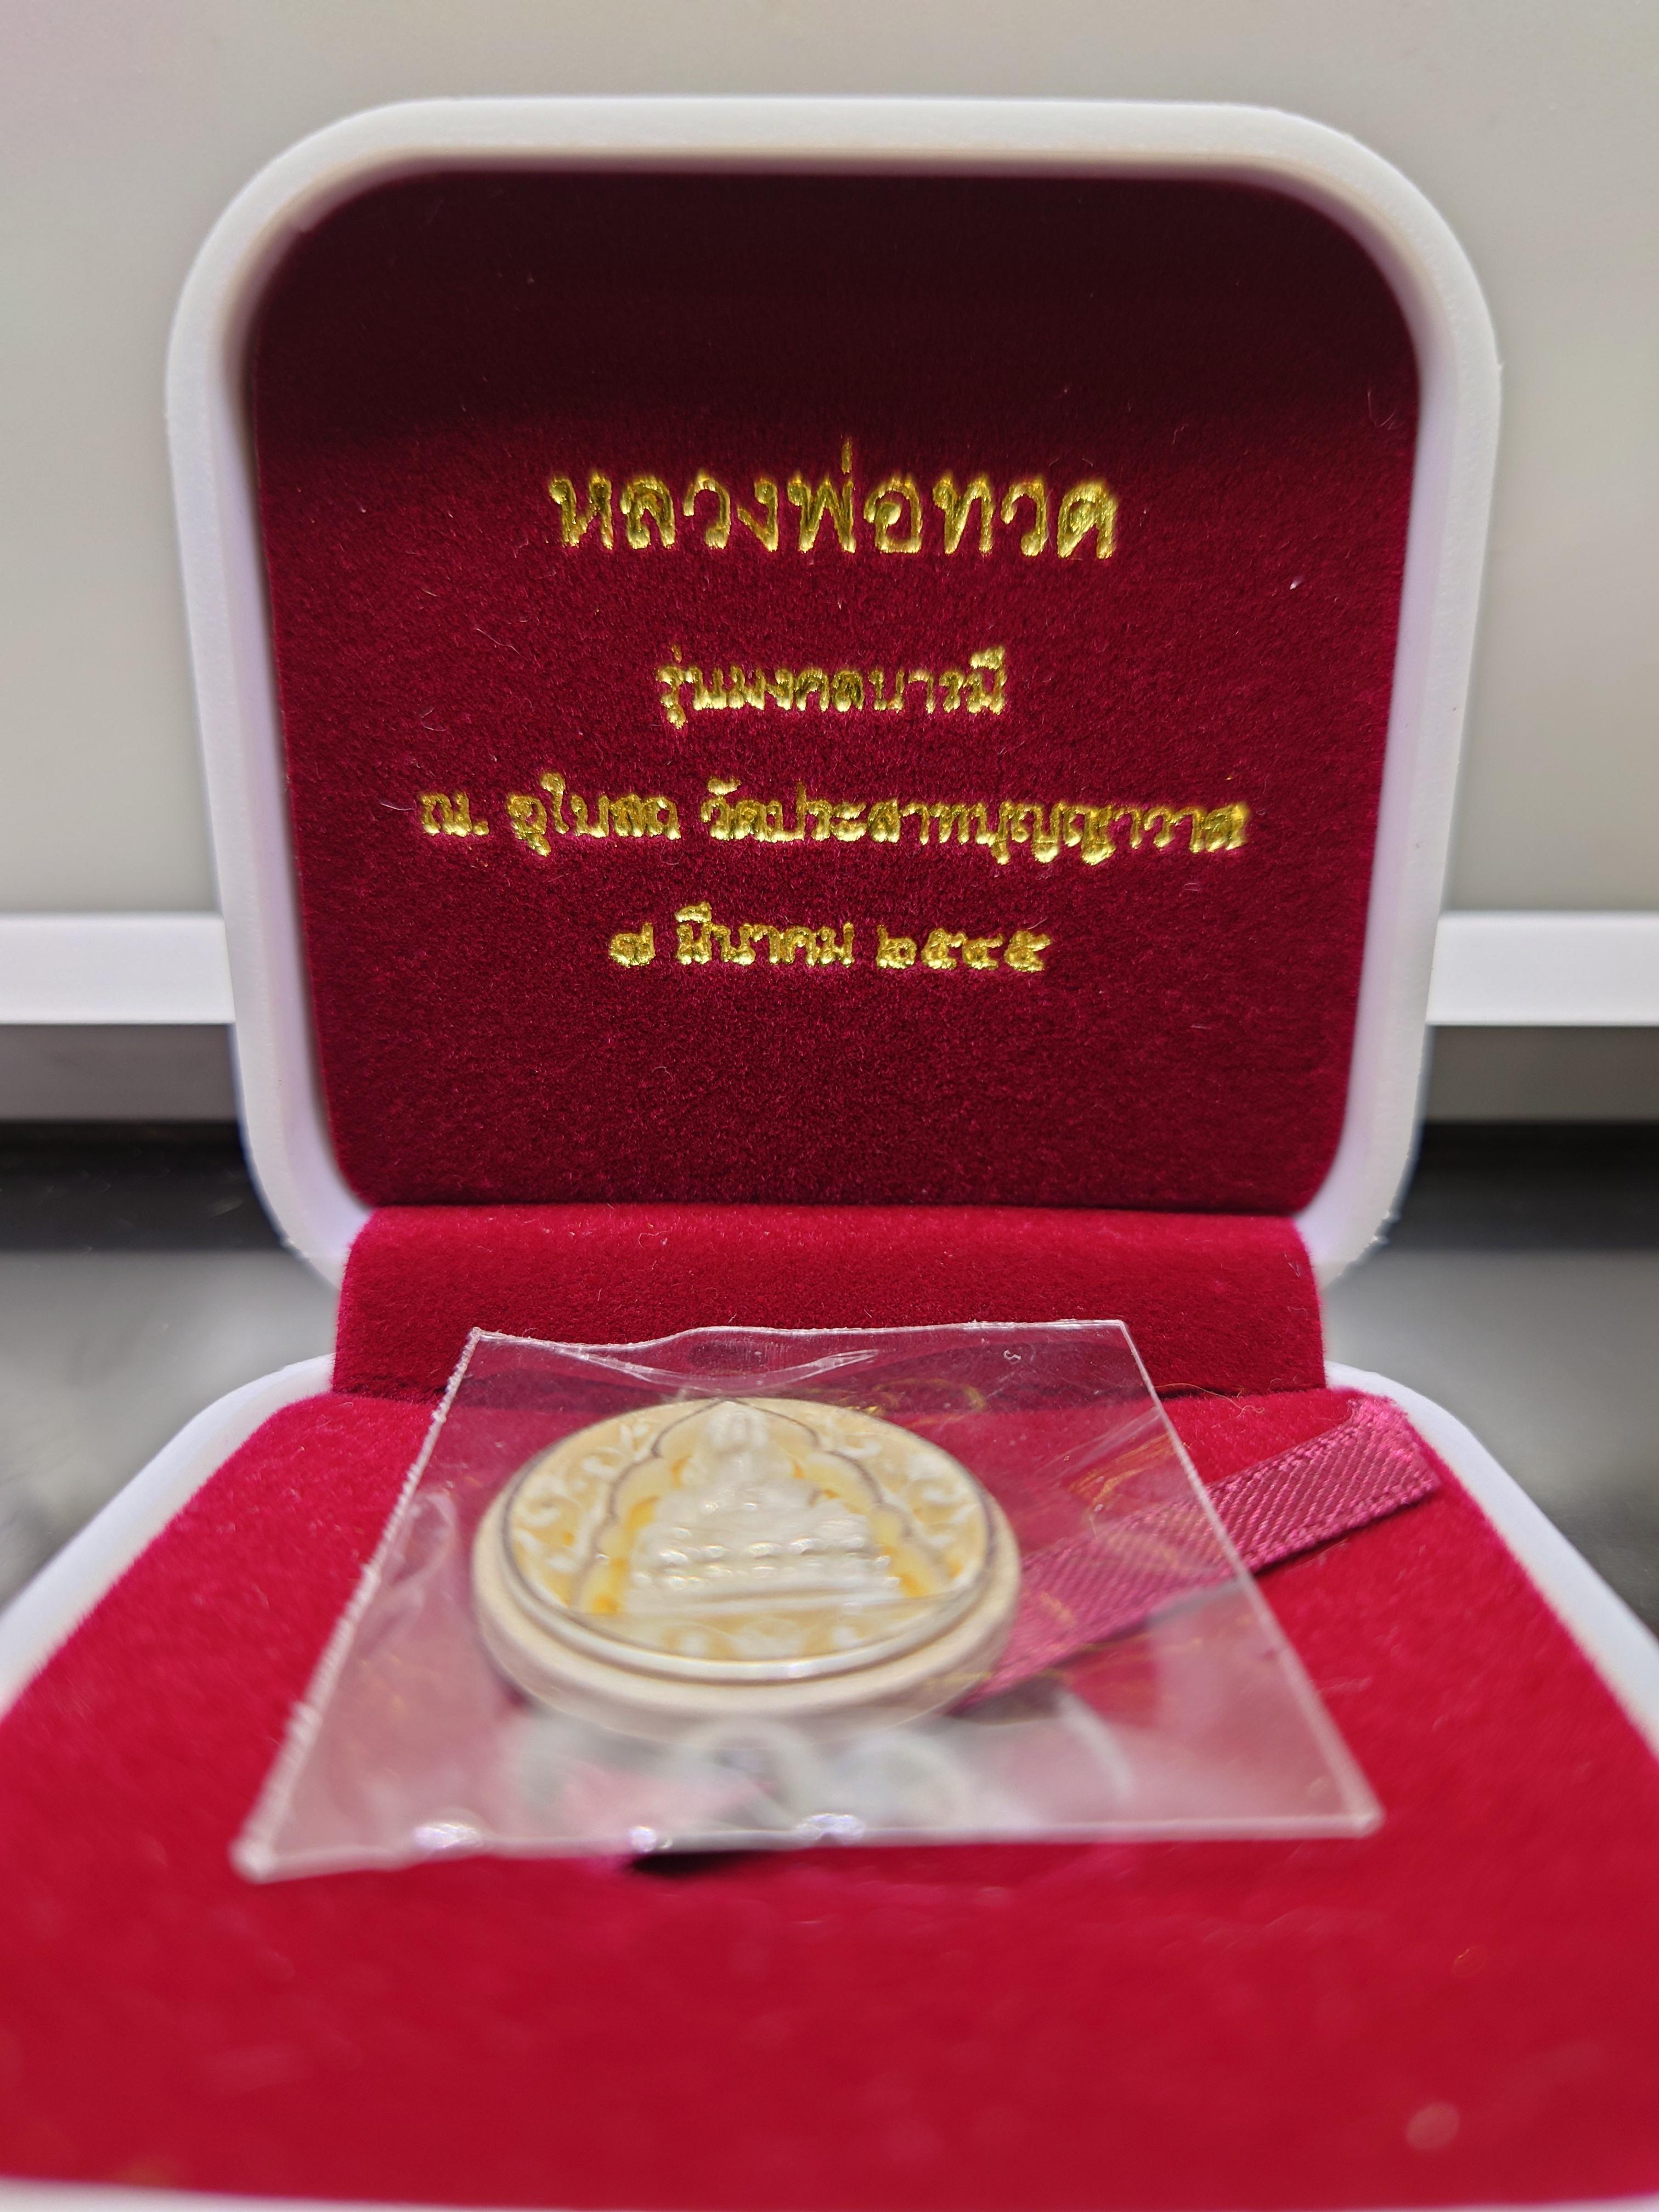 หลวงพ่อทวด
รุ่นมงคลบารมี
ณ. อุโบสถ วัดประสาทบุญญาวาส
๗ มีนาคม ๒๕๔๕